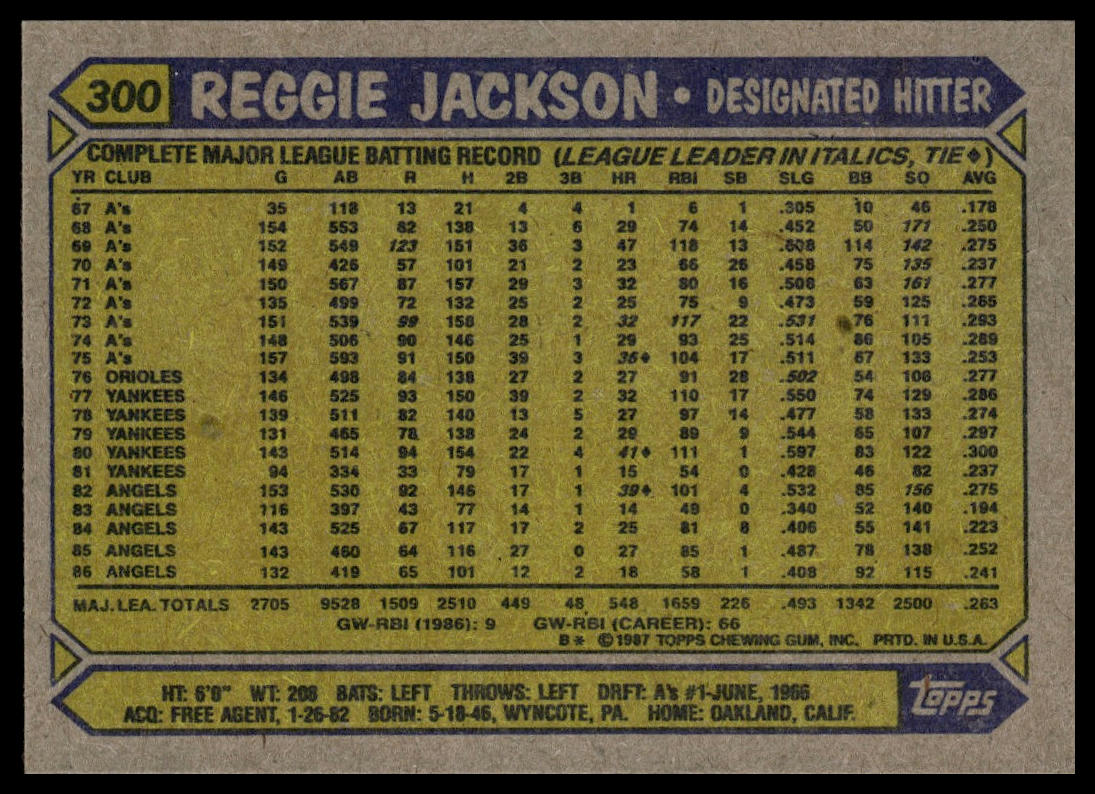 300 REGGIE JACKSON • DESIGNATED HITTER
COMPLETE MAJOR LEAGUE BATTING RECORD (LEAGUE LEADER IN ITALICS, TIE♦)
YR CLUB G AB R H 2B 3B HR RBI SB SLG BB SO AVG
67 A's 35 118 13 21 4 4 1 6 1 .305 10 46 .178
68 A's 154 553 82 138 13 6 29 74 14 .452 50 171 .250
69 A's 152 549 123 151 36 3 47 118 13 .608 114 142 .275
70 A's 149 426 57 101 21 2 23 66 26 .458 75 135 .237
71 A's 150 567 87 157 29 3 32 80 16 .508 63 161 .277
72 A's 135 499 72 132 25 2 25 75 9 .473 59 125 .265
73 A's 151 539 99 158 28 2 32 117 22 .531 76 111 .293
74 A's 148 506 90 146 25 1 29 93 25 .514 86 105 .289
75 A's 157 593 91 150 39 3 36♦ 104 17 .511 67 133 .253
76 ORIOLES 134 498 84 138 27 2 27 91 28 .502 54 108 .277
77 YANKEES 146 525 93 150 39 2 32 110 17 .550 74 129 .286
78 YANKEES 139 511 82 140 13 5 27 97 14 .477 58 133 .274
79 YANKEES 131 465 78 138 24 2 29 89 9 .544 65 107 .297
80 YANKEES 143 514 94 154 22 4 41♦ 111 1 .597 83 122 .300
81 YANKEES 94 334 33 79 17 1 15 54 0 .428 46 82 .237
82 ANGELS 153 530 92 146 17 1 39♦ 101 4 .532 85 156 .275
83 ANGELS 116 397 43 77 14 1 14 49 0 .340 52 140 .194
84 ANGELS 143 525 67 117 17 2 25 81 8 .406 55 141 .223
85 ANGELS 143 460 64 116 27 0 27 85 1 .487 78 138 .252
86 ANGELS 132 419 65 101 12 2 18 58 1 .408 92 115 .241
MAJ. LEA. TOTALS 2705 9528 1509 2510 449 48 548 1659 226 .493 1342 2500 .263
GW-RBI (1986): 9 GW-RBI (CAREER): 66
B* ©1987 TOPPS CHEWING GUM, INC. PRTD. IN U.S.A.
HT: 6'0" WT: 208 BATS: LEFT THROWS: LEFT DRFT: A's #1-JUNE, 1966
ACQ: FREE AGENT, 1-26-82 BORN: 5-18-46, WYNCOTE, PA. HOME: OAKLAND, CALIF.
topps